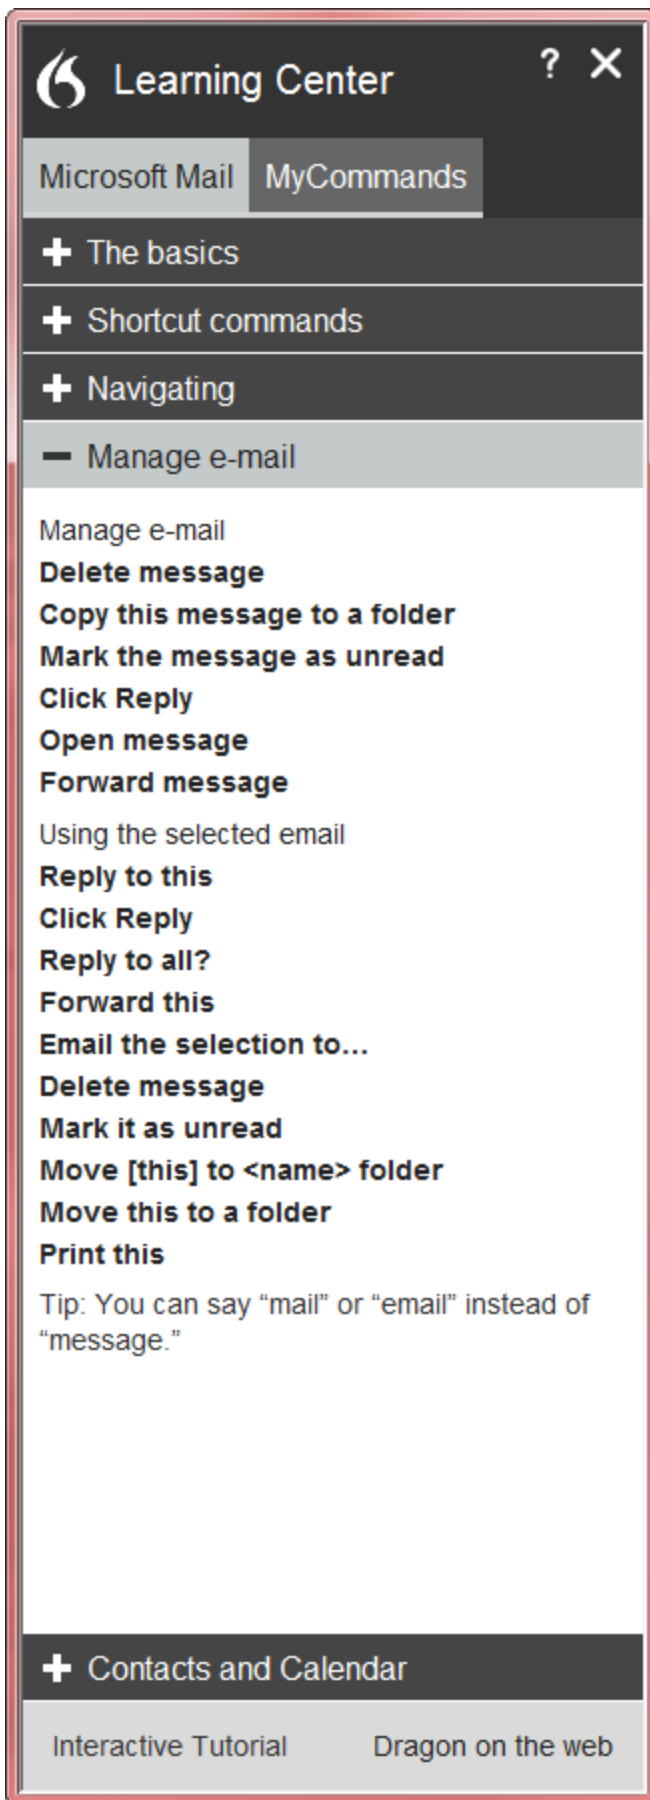 Learning Center ?
Microsoft Mail MyCommands
The basics
Shortcut commands
Navigating
Manage e-mail
Manage e-mail
Delete message
Copy this message to a folder
Mark the message as unread
Click Reply
Open message
Forward message
Using the selected email
Reply to this
Click Reply
Reply to all?
Forward this
Email the selection to...
Delete message
Mark it as unread
Move [this] to <name> folder
Move this to a folder
Print this
Tip: You can say “mail” or “email” instead of
“message.”
Contacts and Calendar
Interactive Tutorial Dragon on the web